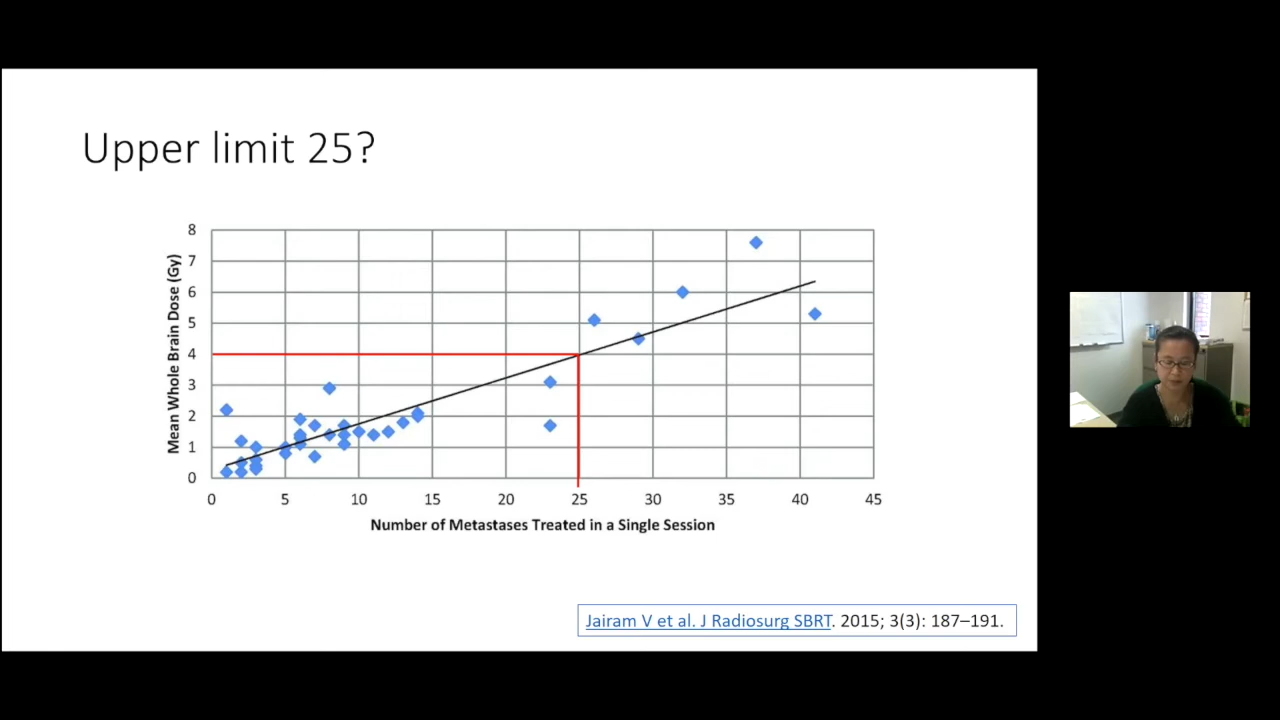 Upper limit 25?
Mean Whole Brain Dose (Gy)
8
7
6
5
4
3
2
1
0
0 5 10 15 20 25 30 35 40 45
Number of Metastases Treated in a Single Session
Jairam V et al. J Radiosurg SBRT. 2015; 3(3): 187–191.